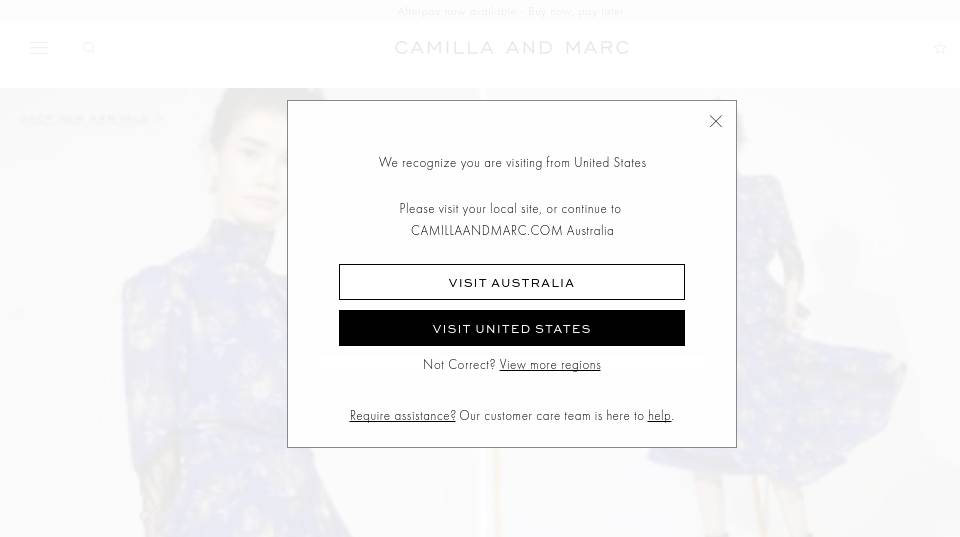 Afterpay now available - Buy now, pay later
CAMILLA AND MARC
We recognize you are visiting from United States
Please visit your local site, or continue to
CAMILLAANDMARC.COM Australia
VISIT AUSTRALIA
VISIT UNITED STATES
Not Correct? View more regions
Require assistance? Our customer care team is here to help.